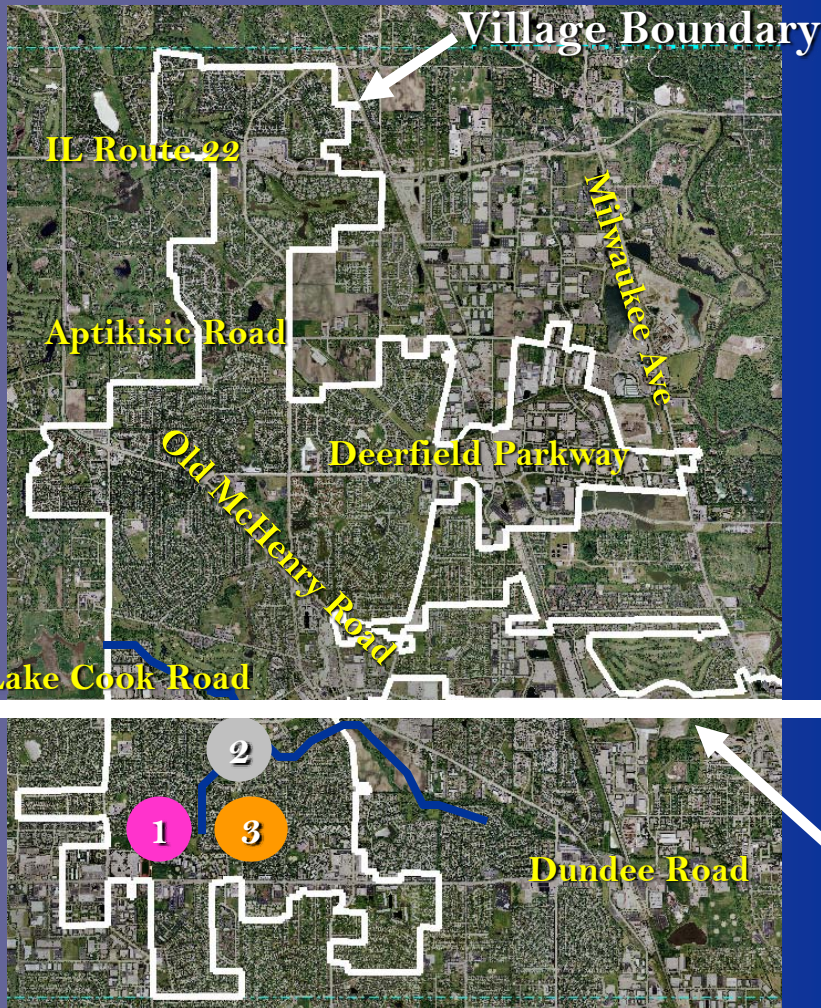 Village Boundary
IL Route 22
Milwaukee Ave
Aptikisic Road
Deerfield Parkway
Old McHenry Road
Lake Cook Road
2
1
3
Dundee Road